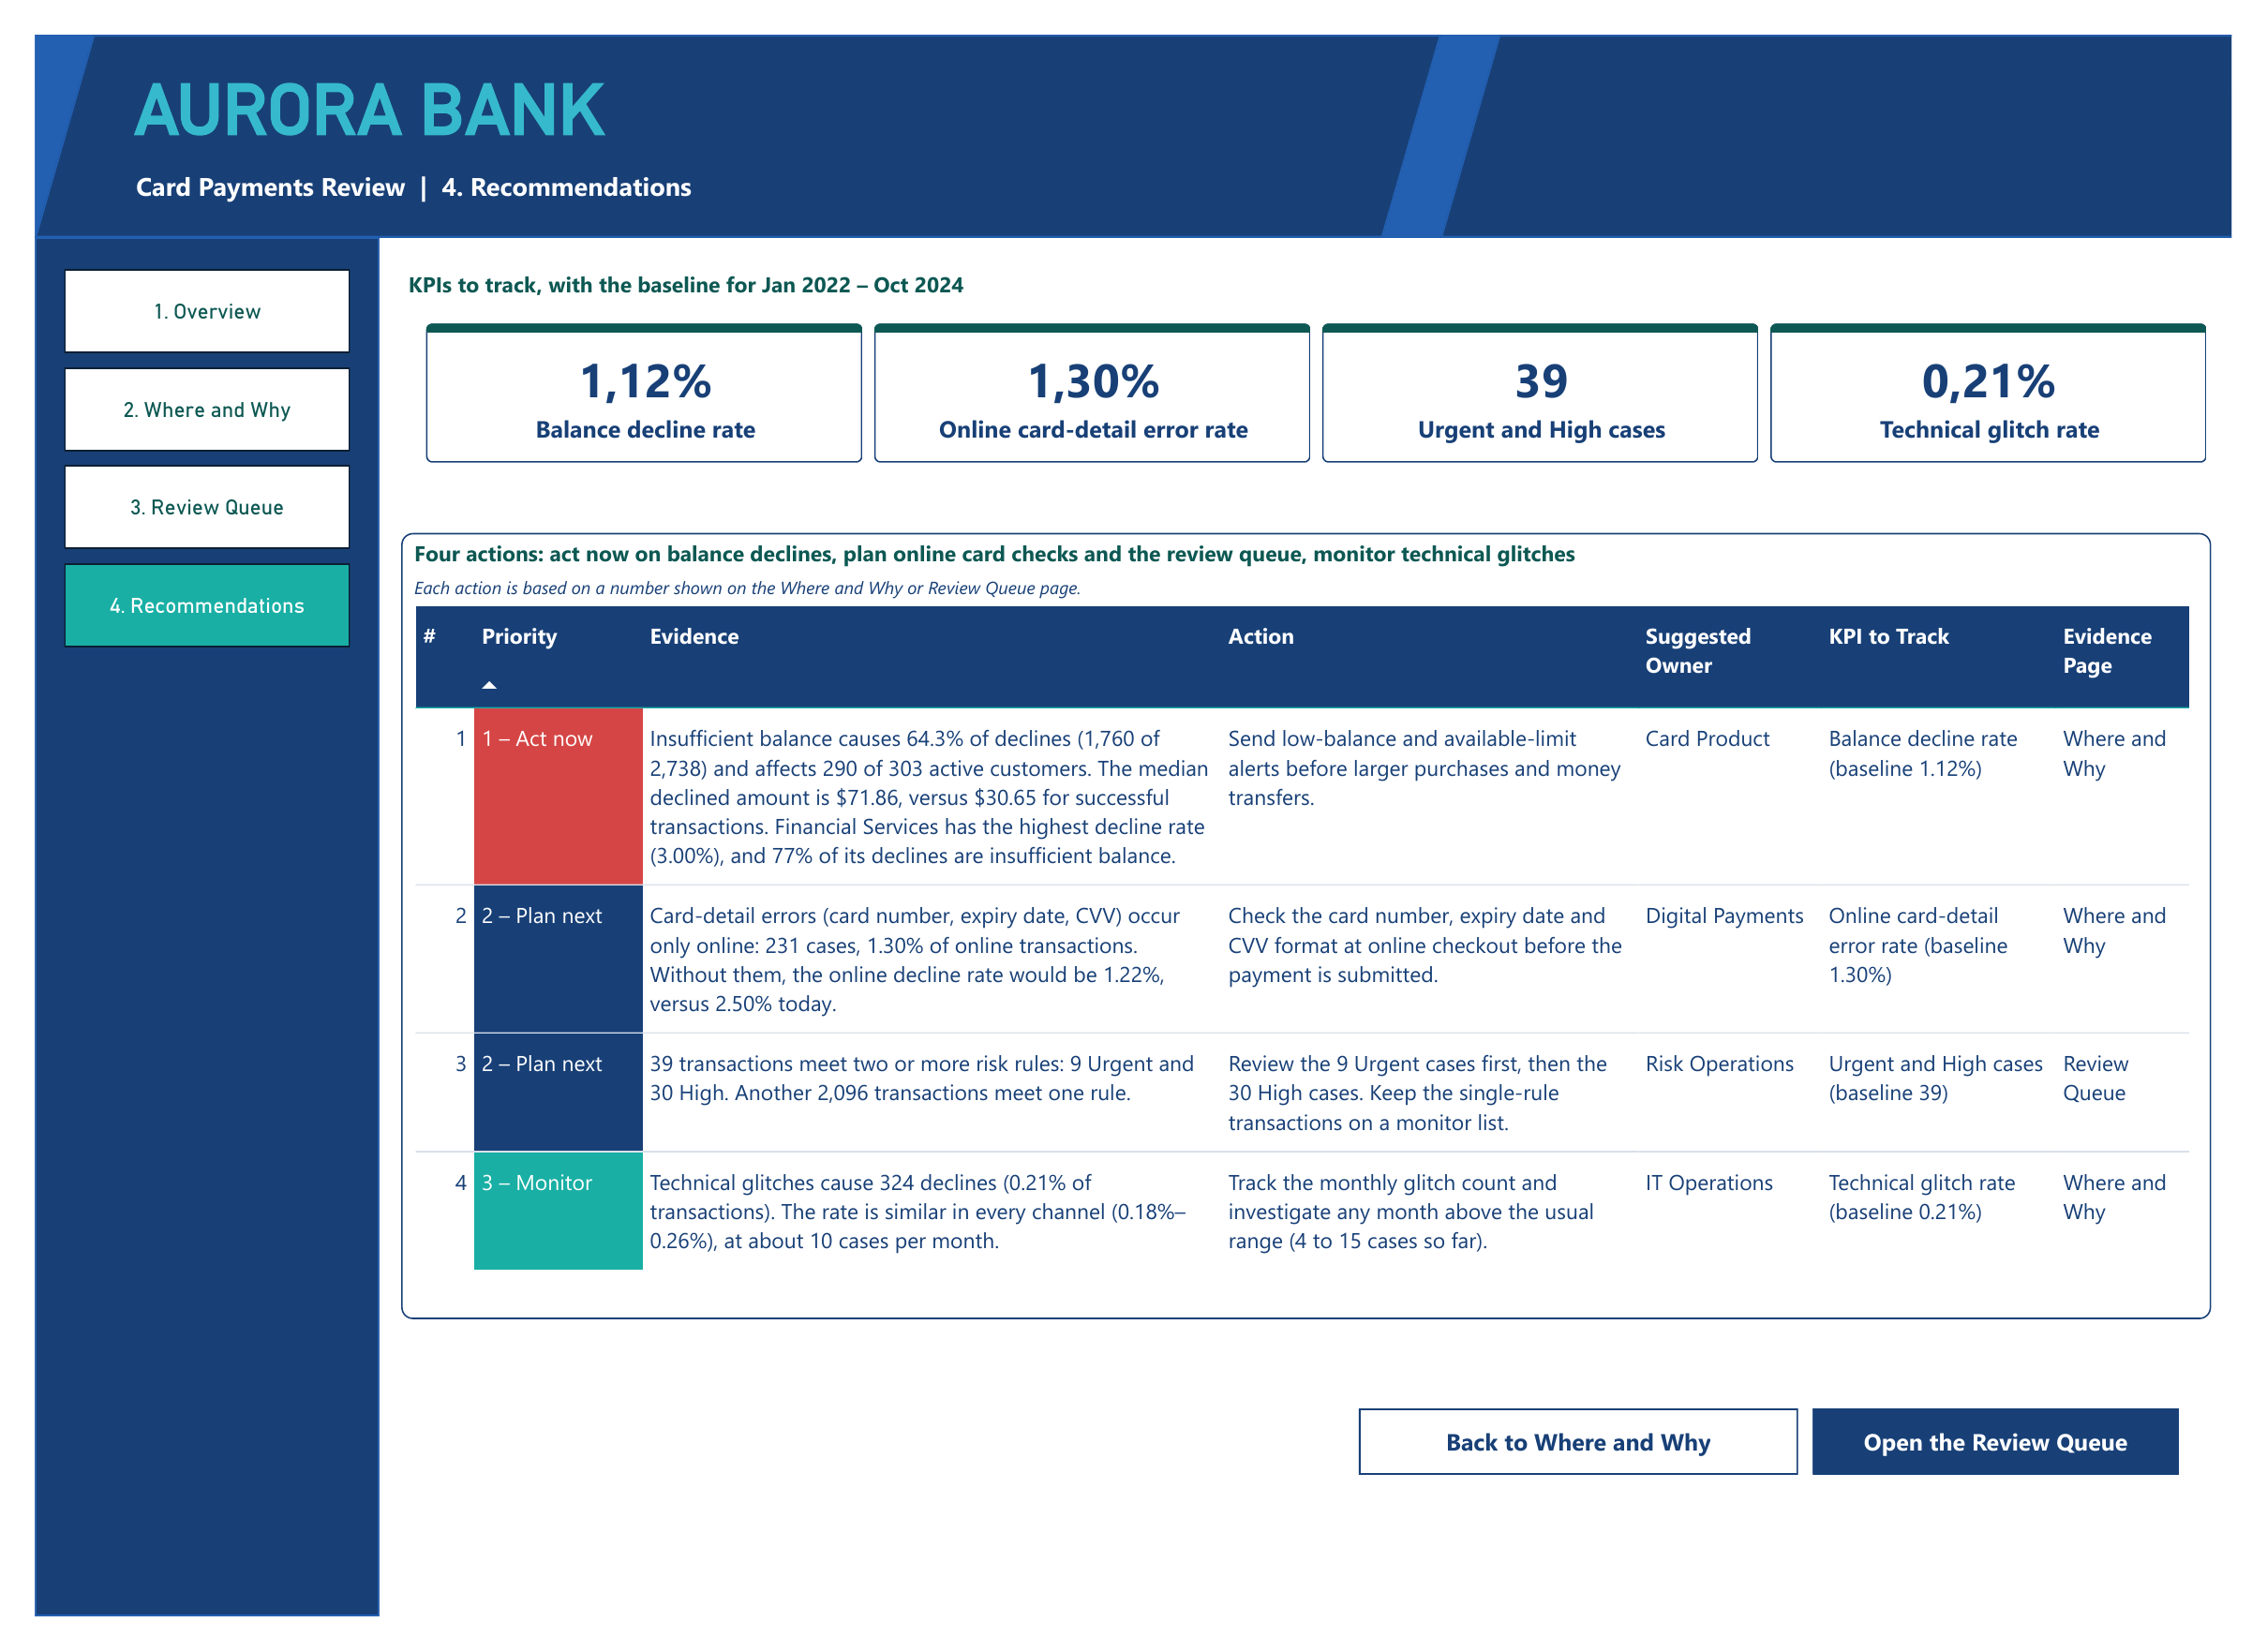 AURORA BANK
Card Payments Review | 4. Recommendations
1. Overview
2. Where and Why
3. Review Queue
4. Recommendations
KPIs to track, with the baseline for Jan 2022 – Oct 2024
1,12%
Balance decline rate
1,30%
Online card-detail error rate
39
Urgent and High cases
0,21%
Technical glitch rate
Four actions: act now on balance declines, plan online card checks and the review queue, monitor technical glitches
Each action is based on a number shown on the Where and Why or Review Queue page.
#
Priority
Evidence
Action
Suggested
Owner
KPI to Track
Evidence
Page
1
1 – Act now
Insufficient balance causes 64.3% of declines (1,760 of
2,738) and affects 290 of 303 active customers. The median
declined amount is $71.86, versus $30.65 for successful
transactions. Financial Services has the highest decline rate
(3.00%), and 77% of its declines are insufficient balance.
Send low-balance and available-limit
alerts before larger purchases and money
transfers.
Card Product
Balance decline rate
(baseline 1.12%)
Where and
Why
2
2 – Plan next
Card-detail errors (card number, expiry date, CVV) occur
only online: 231 cases, 1.30% of online transactions.
Without them, the online decline rate would be 1.22%,
versus 2.50% today.
Check the card number, expiry date and
CVV format at online checkout before the
payment is submitted.
Digital Payments
Online card-detail
error rate (baseline
1.30%)
Where and
Why
3
2 – Plan next
39 transactions meet two or more risk rules: 9 Urgent and
30 High. Another 2,096 transactions meet one rule.
Review the 9 Urgent cases first, then the
30 High cases. Keep the single-rule
transactions on a monitor list.
Risk Operations
Urgent and High cases
(baseline 39)
Review
Queue
4
3 – Monitor
Technical glitches cause 324 declines (0.21% of
transactions). The rate is similar in every channel (0.18%–
0.26%), at about 10 cases per month.
Track the monthly glitch count and
investigate any month above the usual
range (4 to 15 cases so far).
IT Operations
Technical glitch rate
(baseline 0.21%)
Where and
Why
Back to Where and Why
Open the Review Queue